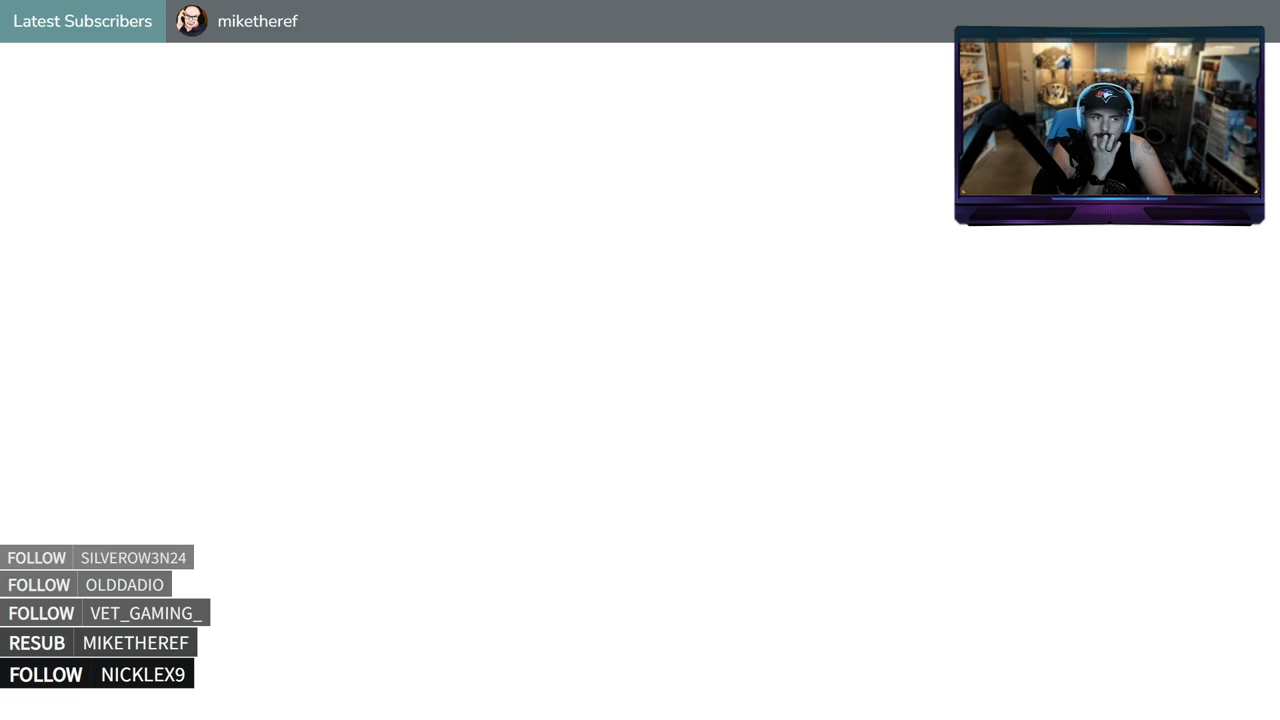 Latest Subscribers miketheref
FOLLOW SILVEROW3N24
FOLLOW OLDDADIO
FOLLOW VET_GAMING_
RESUB MIKETHEREF
FOLLOW NICKLEX9